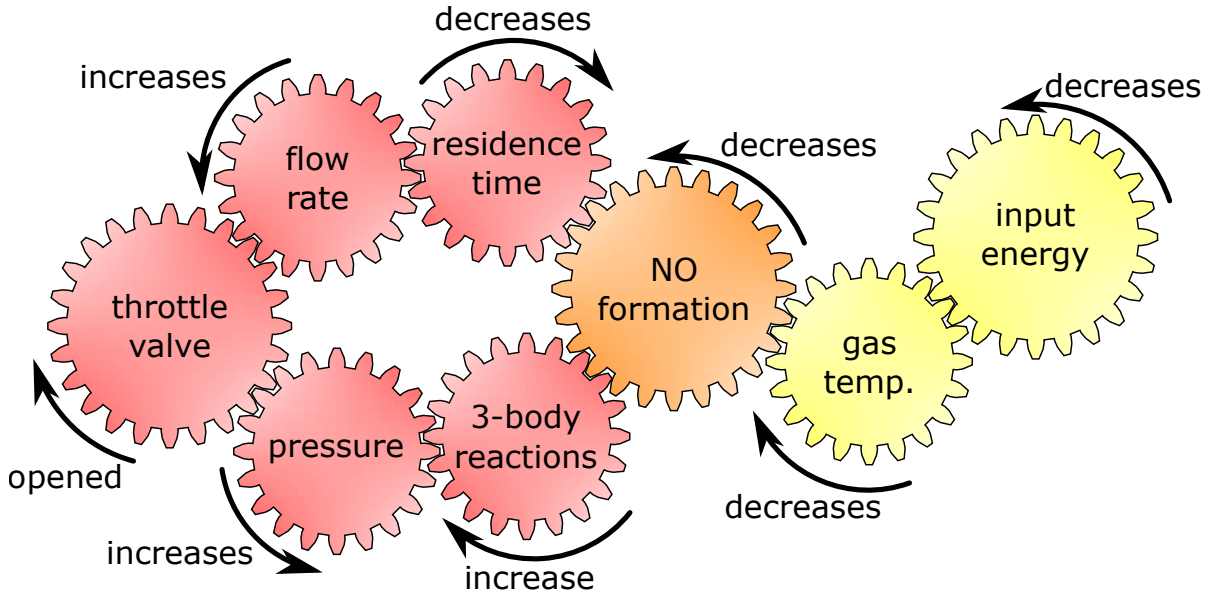 decreases
increases
flow
rate
residence
time
decreases
decreases
input
energy
throttle
valve
NO
formation
gas
temp.
opened
pressure
3-body
reactions
increases
increase
decreases